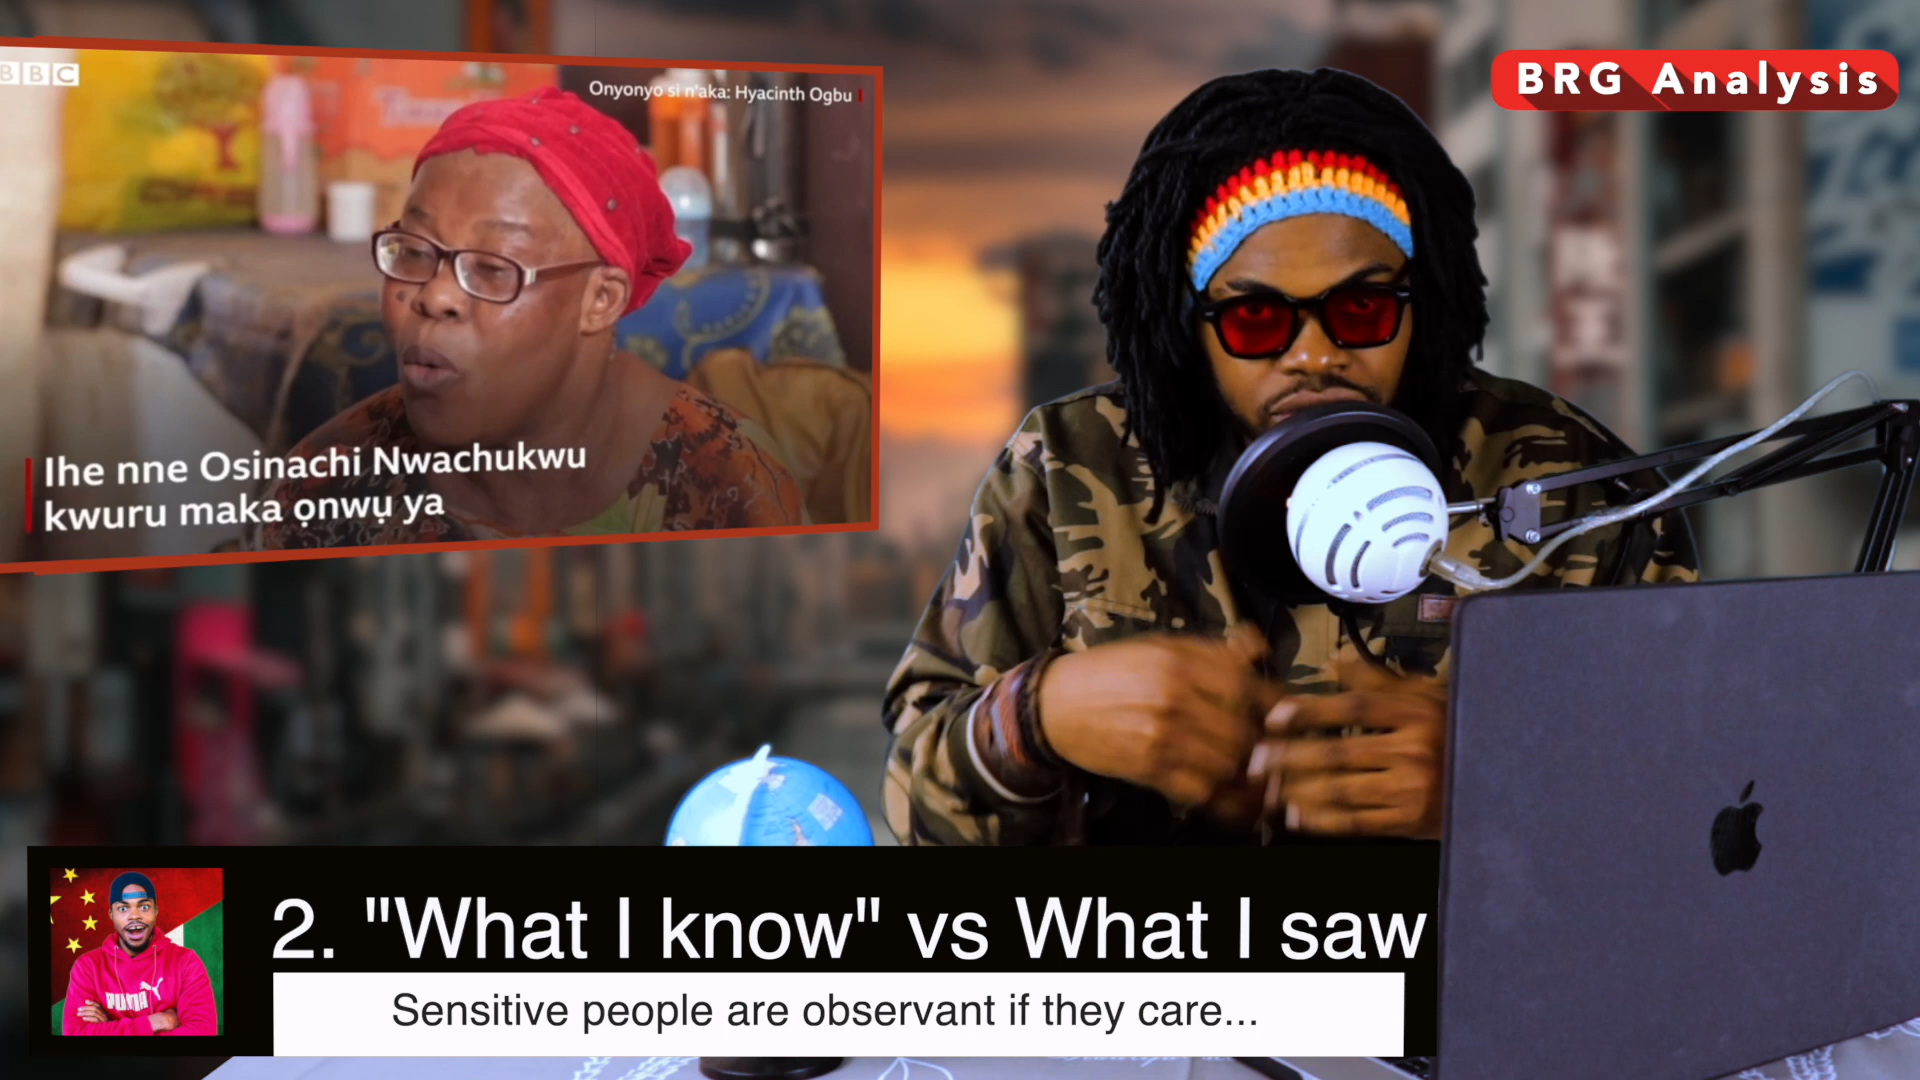 BBC
Onyonyo si n'aka: Hyacinth Ogbu
BRG Analysis
Ihe nne Osinachi Nwachukwu
kwuru maka ọnwụ ya
2. "What I know" vs What I saw
Sensitive people are observant if they care...
PUMA